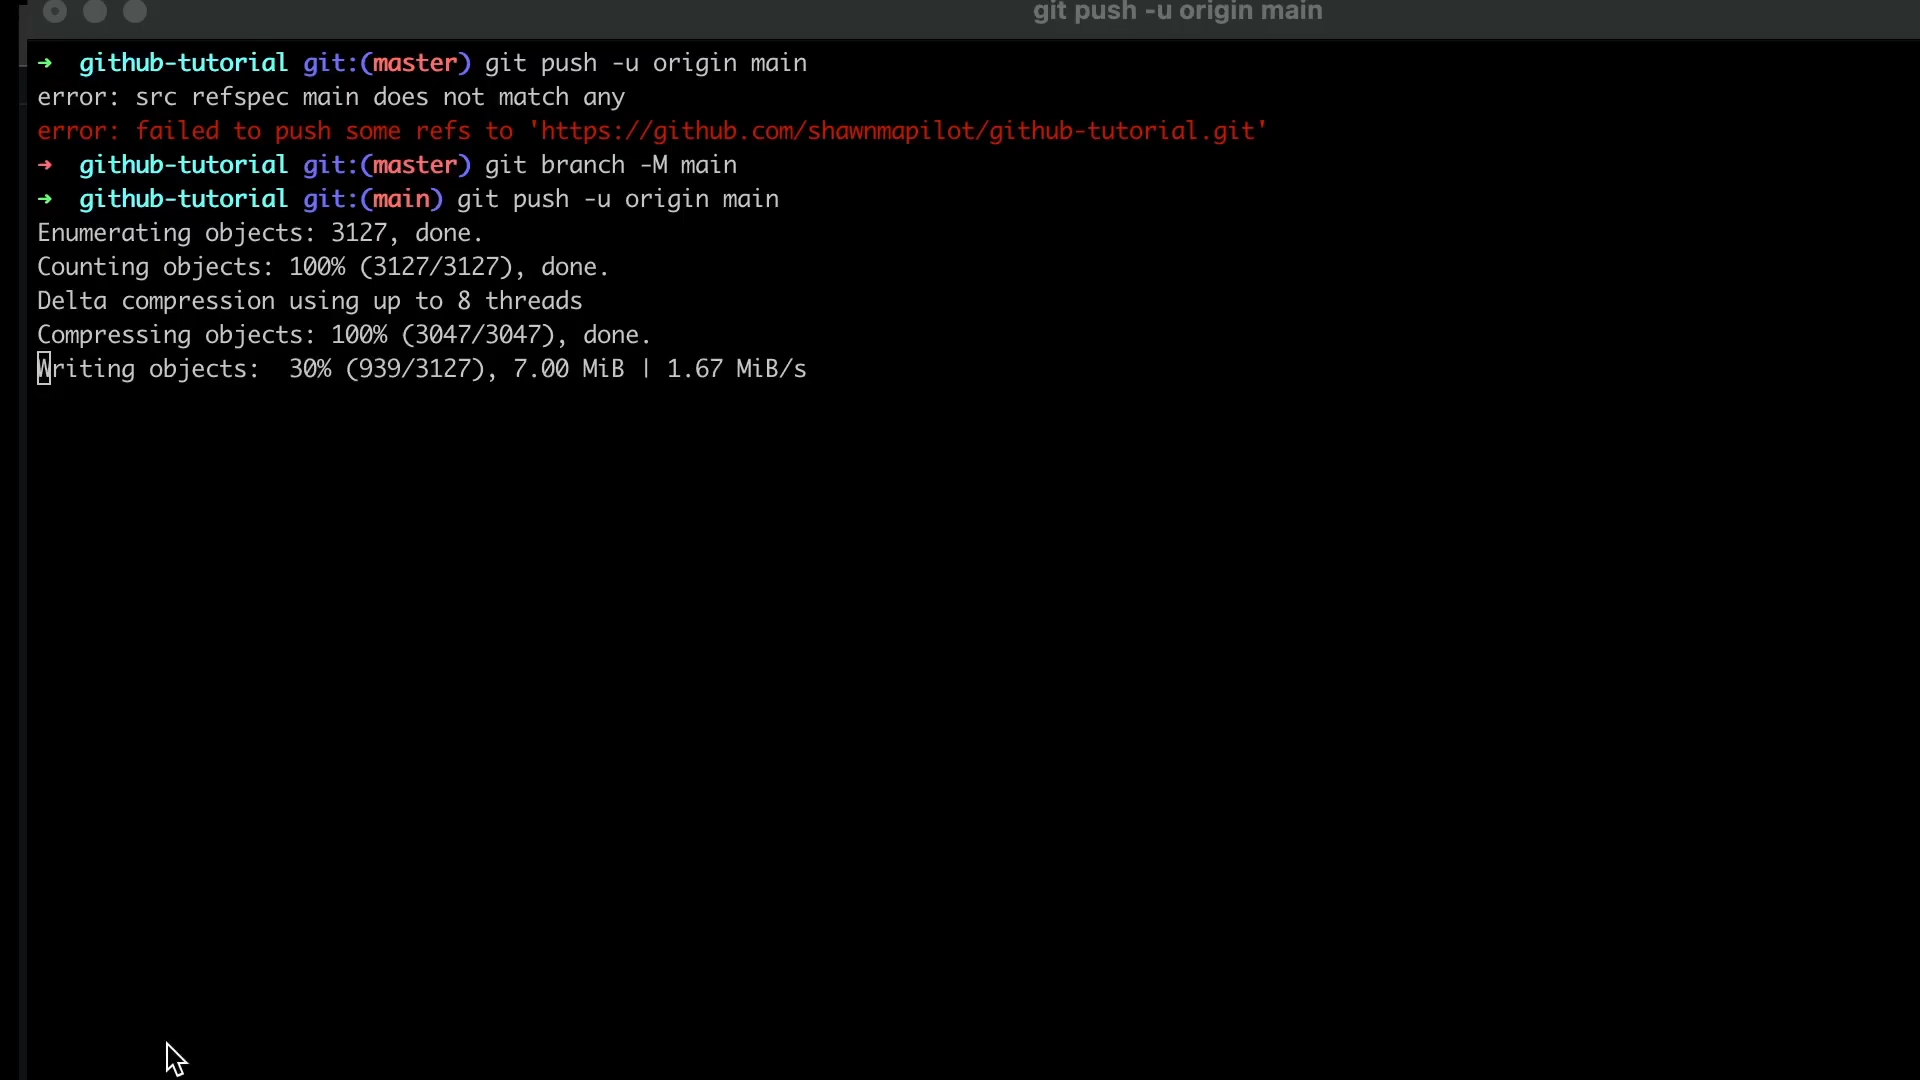 git push -u origin main
➜  github-tutorial git:(master) git push -u origin main
error: src refspec main does not match any
error: failed to push some refs to 'https://github.com/shawnmapilot/github-tutorial.git'
➜  github-tutorial git:(master) git branch -M main
➜  github-tutorial git:(main) git push -u origin main
Enumerating objects: 3127, done.
Counting objects: 100% (3127/3127), done.
Delta compression using up to 8 threads
Compressing objects: 100% (3047/3047), done.
Writing objects:  30% (939/3127), 7.00 MiB | 1.67 MiB/s